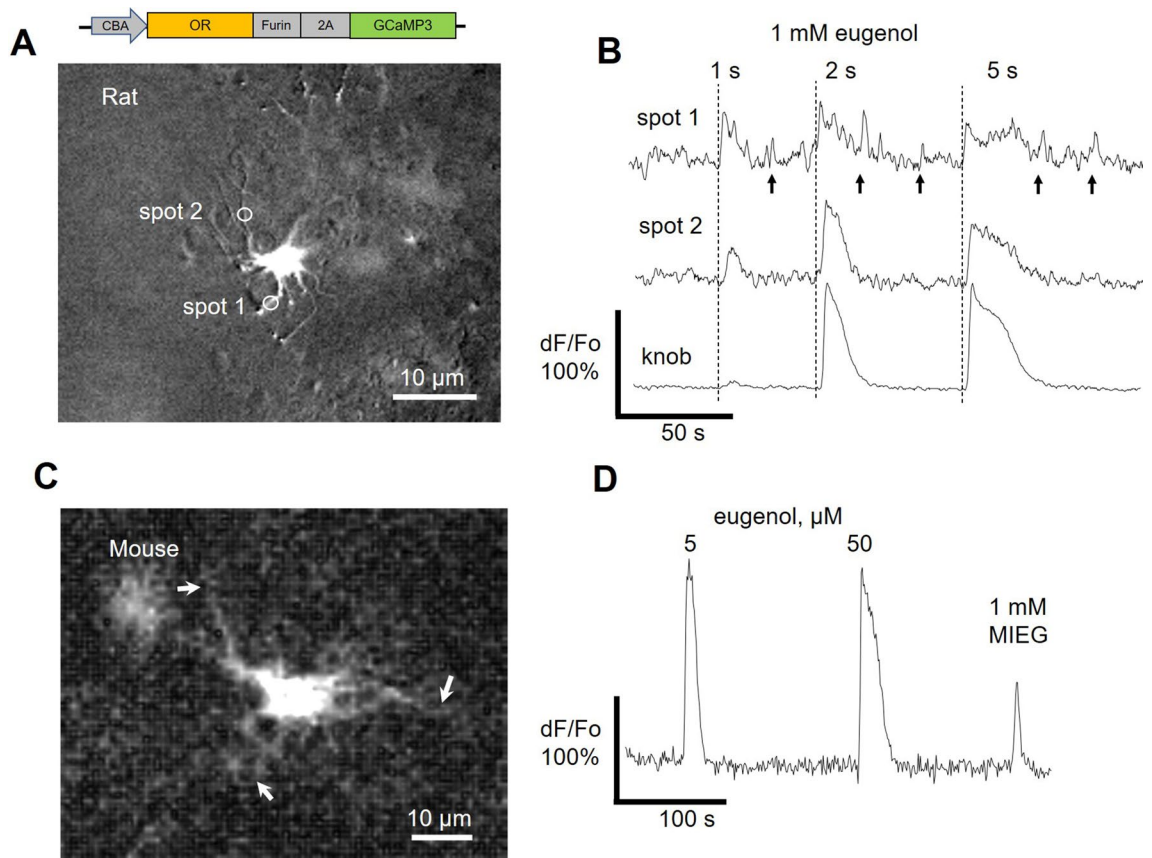 CBA OR Furin 2A GCaMP3
A
Rat
spot 2
spot 1
10 µm
B
1 mM eugenol
1 s 2 s 5 s
spot 1
spot 2
knob
dF/Fo
100%
50 s
C
Mouse
10 µm
D
eugenol, µM
5 50
1 mM
MIEG
dF/Fo
100%
100 s